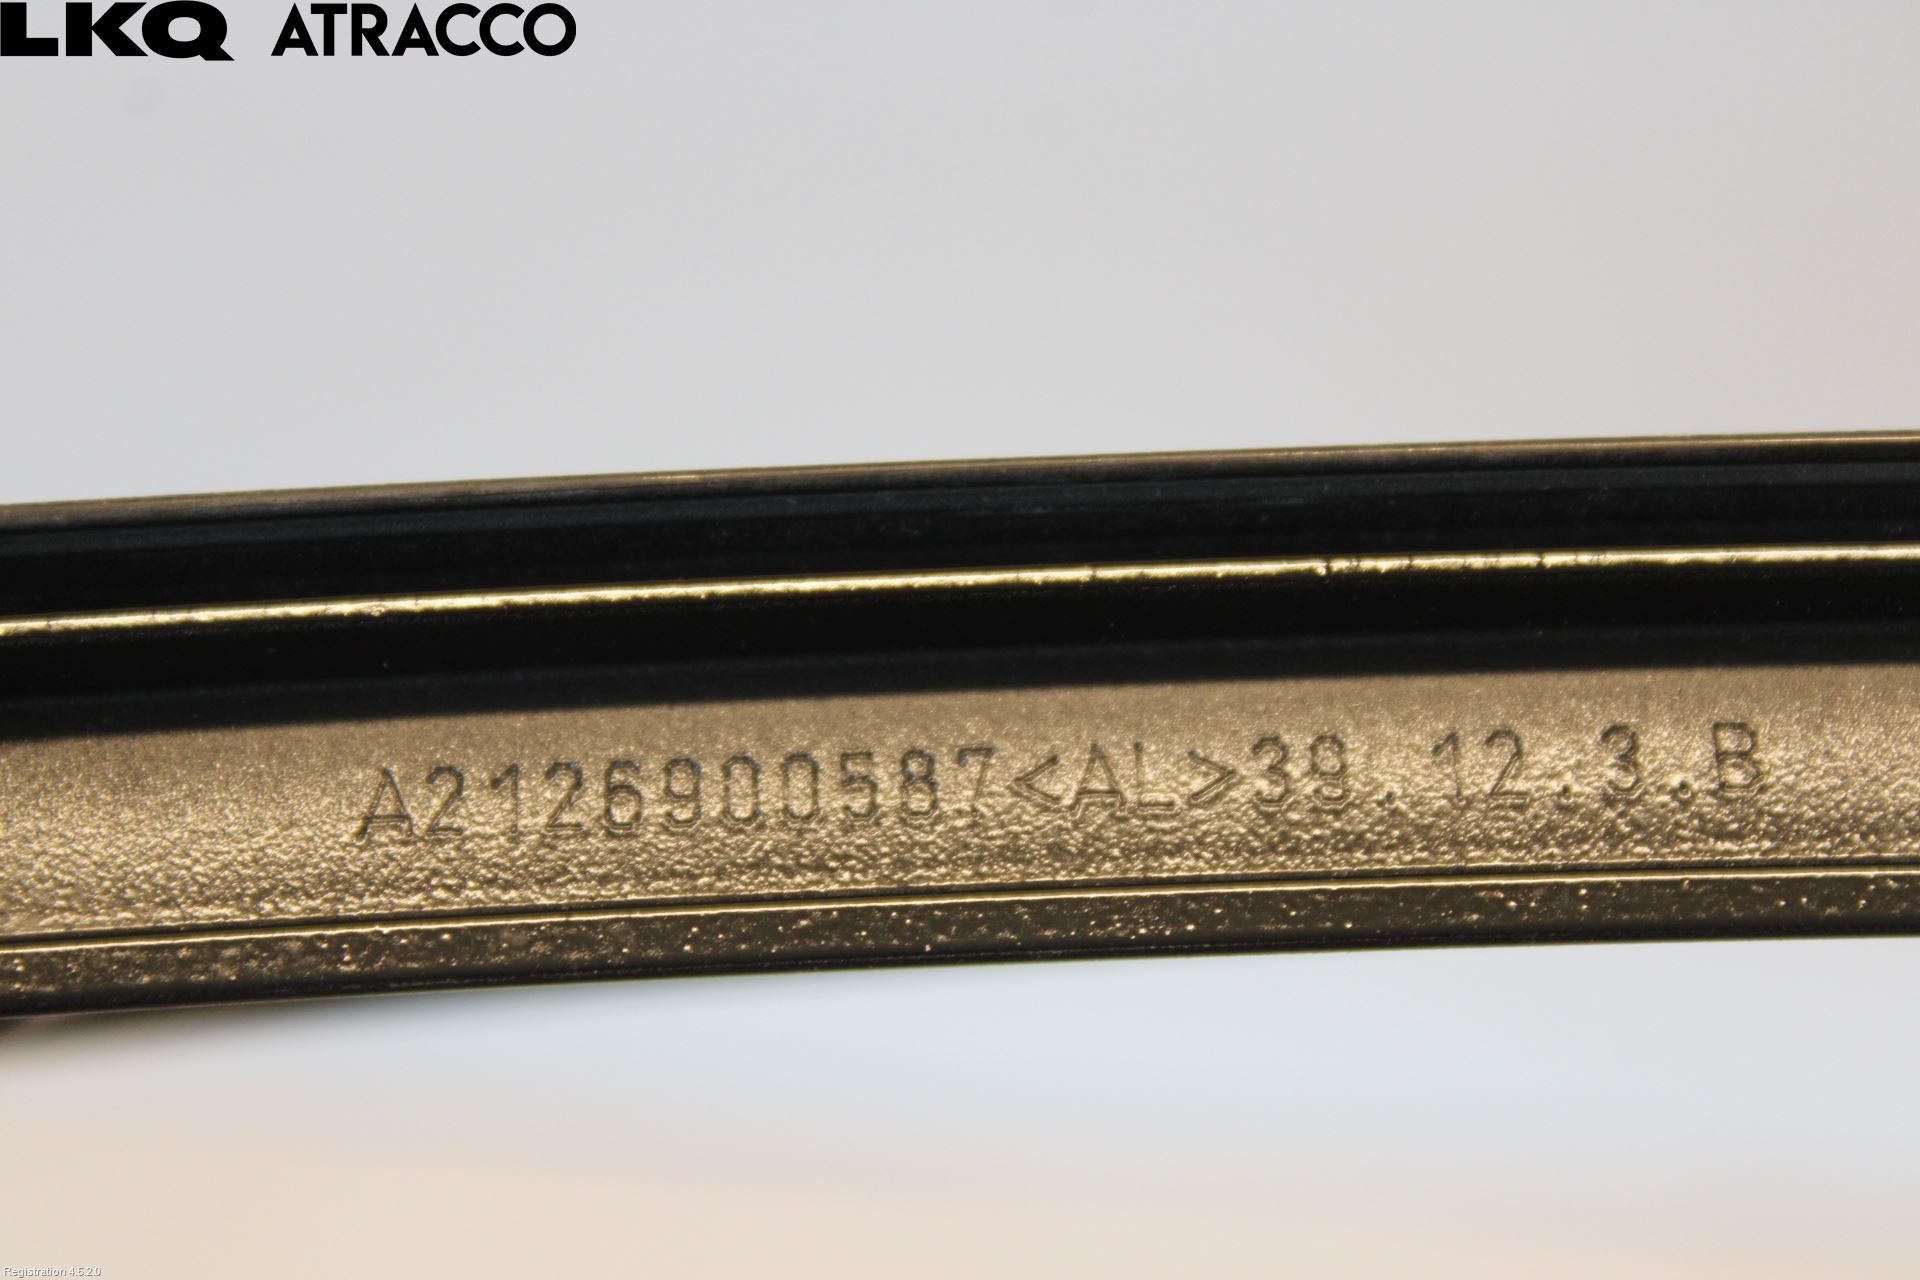 LKQ ATRACCO
A2126900587<AL>39.12.3.B
Registration 4.5.2.0